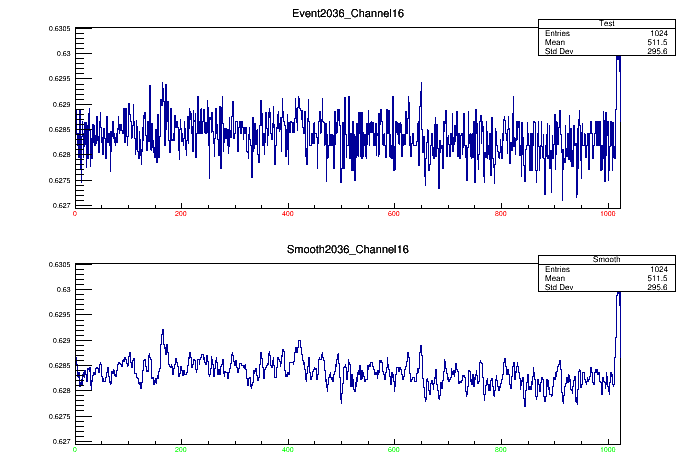 Event2036_Channel16
Test
Entries 1024
Mean 511.5
Std Dev 295.6
0.6305
0.63
0.6295
0.629
0.6285
0.628
0.6275
0.627
0 200 400 600 800 1000
Smooth2036_Channel16
Smooth
Entries 1024
Mean 511.5
Std Dev 295.6
0.6305
0.63
0.6295
0.629
0.6285
0.628
0.6275
0.627
0 200 400 600 800 1000